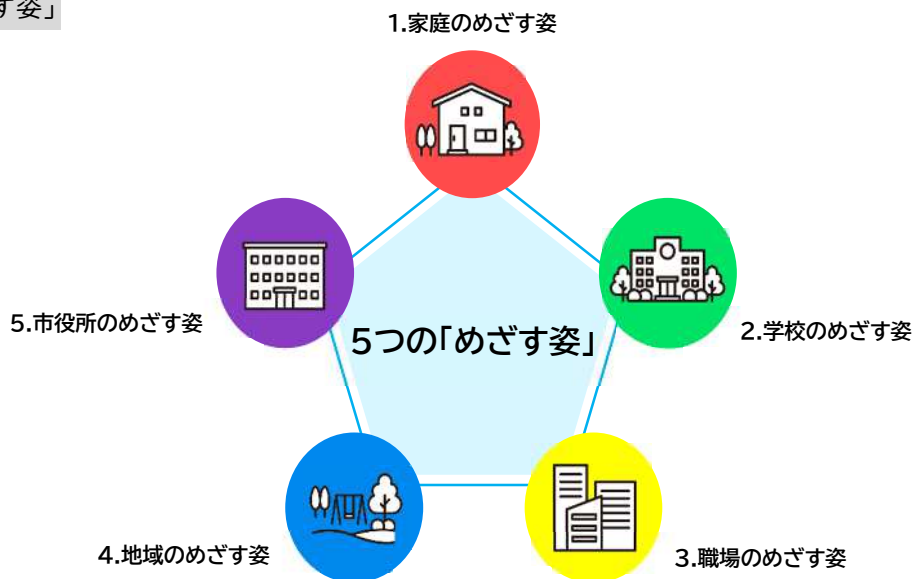 す姿」
1.家庭のめざす姿
2.学校のめざす姿
5.市役所のめざす姿
5つの「めざす姿」
4.地域のめざす姿
3.職場のめざす姿